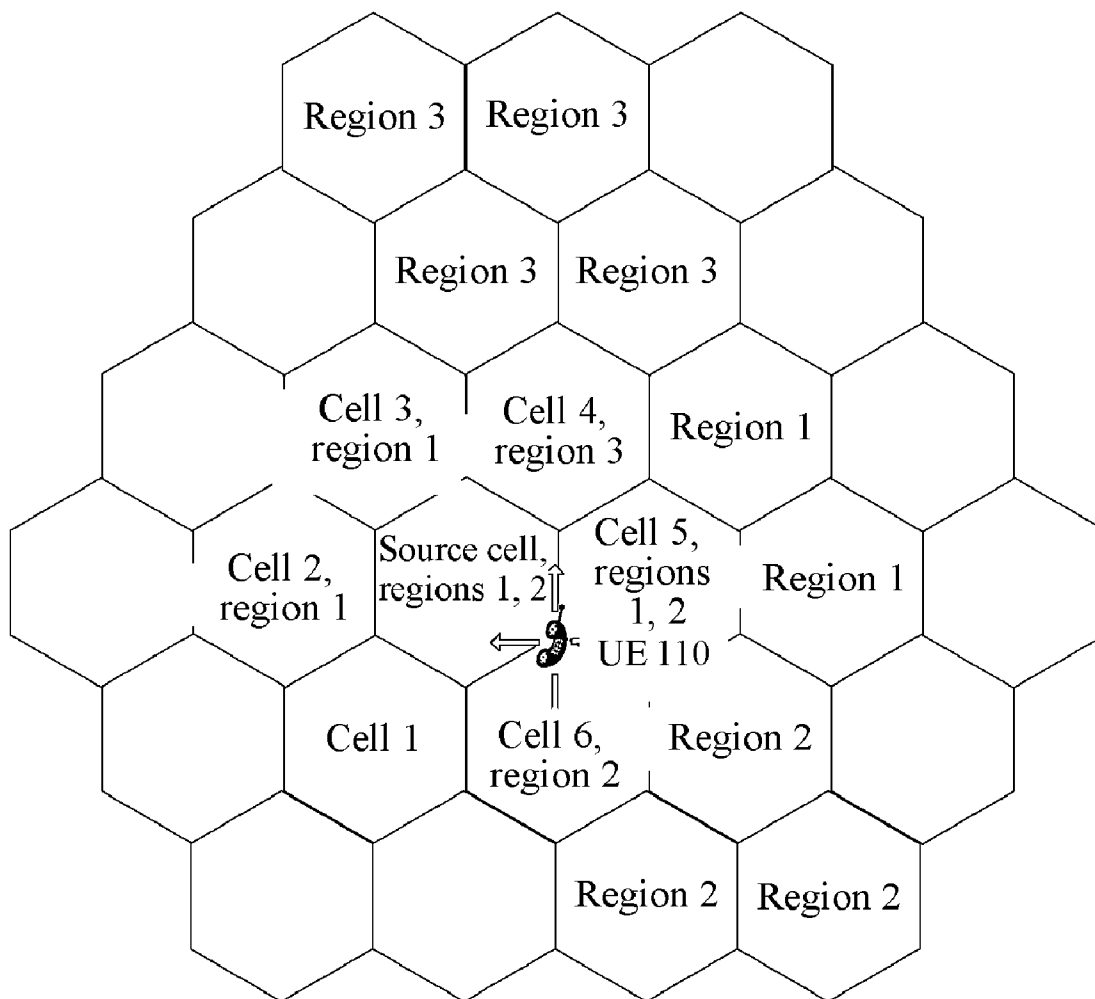 Region 3
Region 3
Region 3
Region 3
Cell 3,
region 1
Cell 4,
region 3
Region 1
Cell 2,
region 1
Source cell,
regions 1, 2
Cell 5,
regions
1, 2
UE 110
Region 1
Cell 1
Cell 6,
region 2
Region 2
Region 2
Region 2